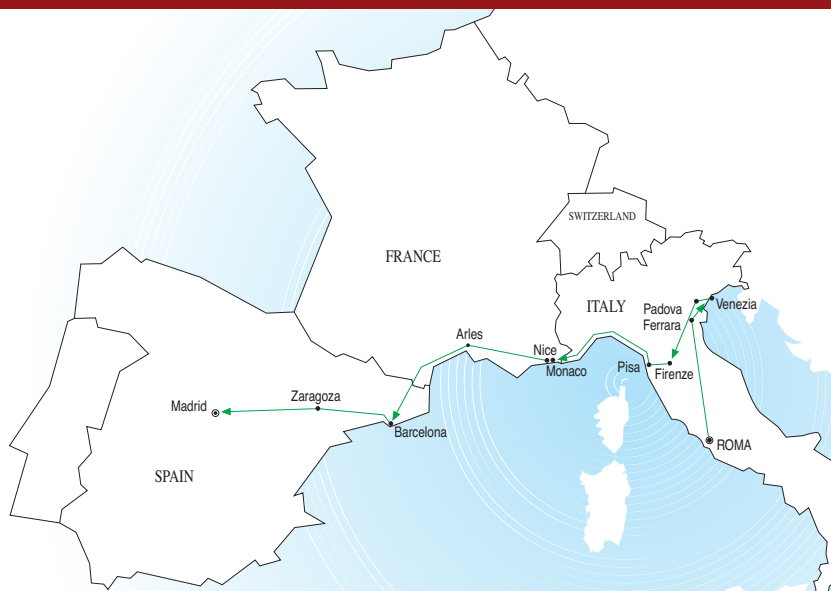 SWITZERLAND
FRANCE
ITALY
Padova
Venezia
Ferrara
Arles
Nice
Monaco
Pisa
Firenze
Zaragoza
Madrid
Barcelona
ROMA
SPAIN